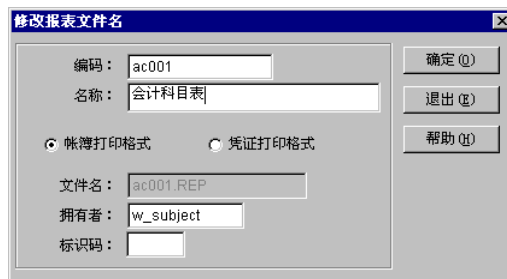 修改报表文件名
编码： ac001
名称： 会计科目表
帐簿打印格式 凭证打印格式
文件名： ac001.REP
拥有者： w_subject
标识码：
确定(O)
退出(E)
帮助(H)